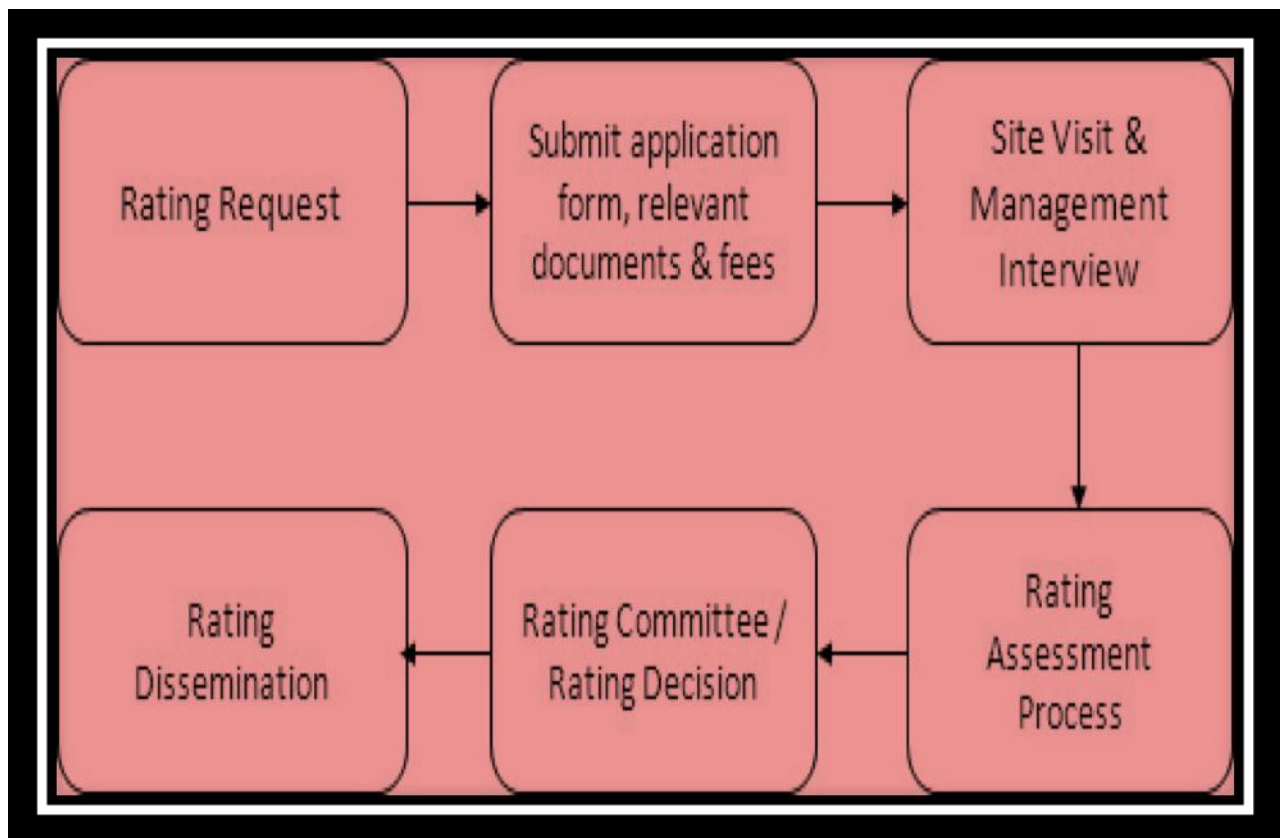 Rating Request
Submit application
form, relevant
documents & fees
Site Visit &
Management
Interview
Rating
Assessment
Process
Rating Committee /
Rating Decision
Rating
Dissemination